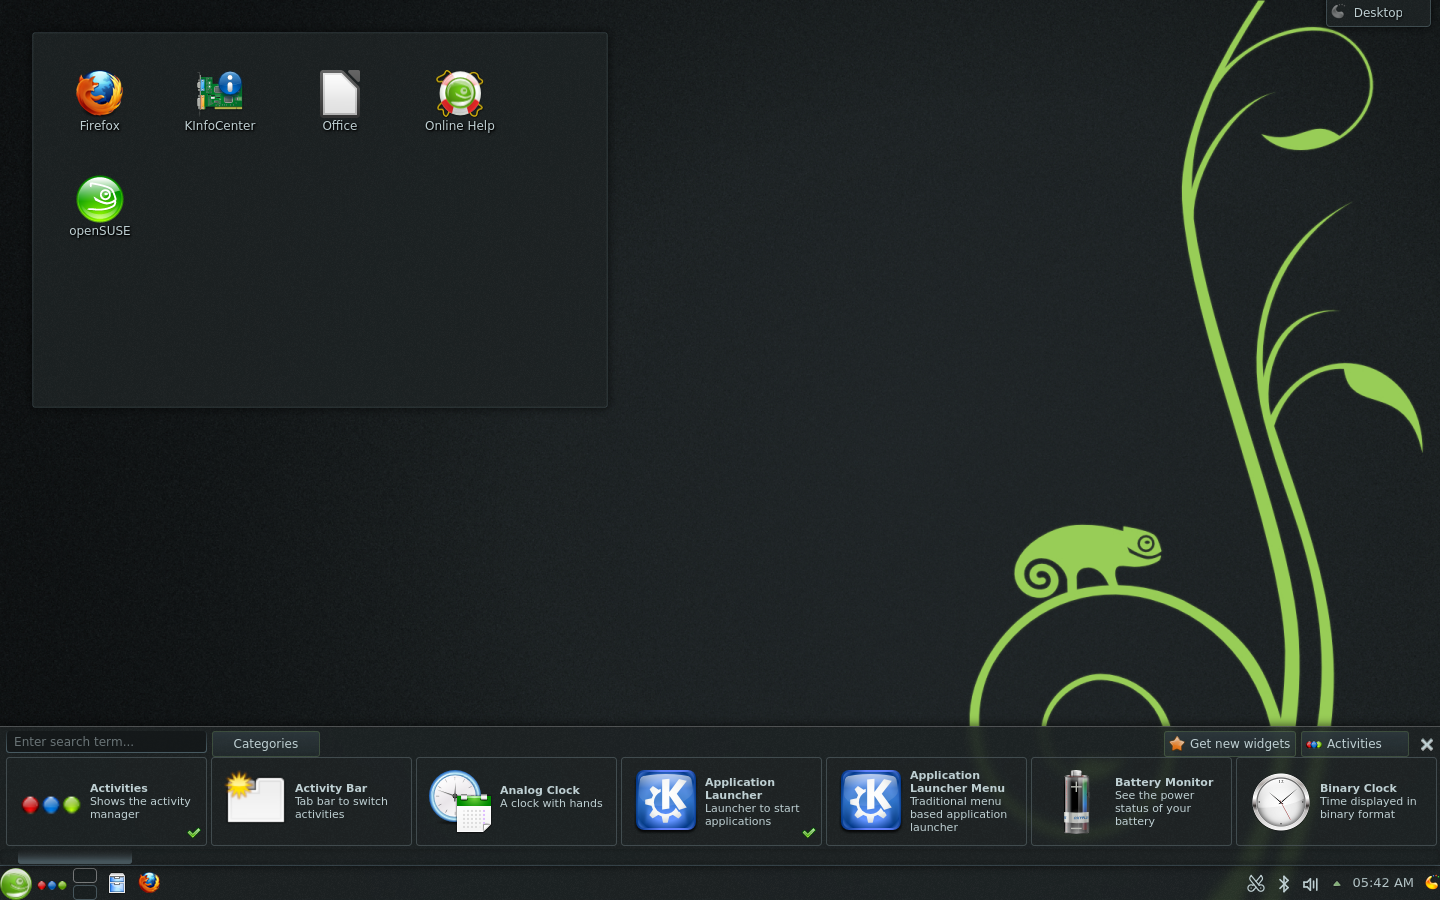 Desktop
Firefox
KInfoCenter
Office
Online Help
openSUSE
Enter search term...
Categories
Get new widgets
Activities
Activities
Shows the activity
manager
Activity Bar
Tab bar to switch
activities
Analog Clock
A clock with hands
Application
Launcher
Launcher to start
applications
Application
Launcher Menu
Traditional menu
based application
launcher
Battery Monitor
See the power
status of your
battery
Binary Clock
Time displayed in
binary format
05:42 AM